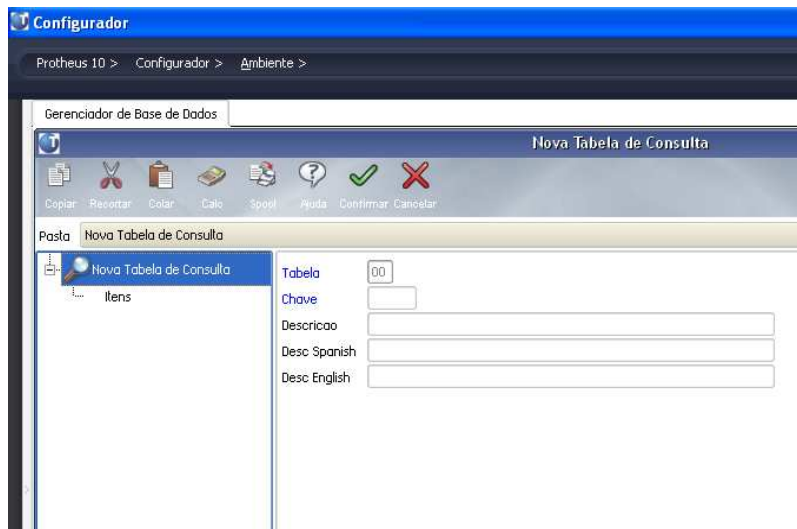 Configurador
Protheus 10 > Configurador > Ambiente >
Gerenciador de Base de Dados
Nova Tabela de Consulta
Copiar Recortar Colar Calc Spool Ajuda Confirmar Cancelar
Pasta Nova Tabela de Consulta
Nova Tabela de Consulta
Itens
Tabela 00
Chave
Descricao
Desc Spanish
Desc English